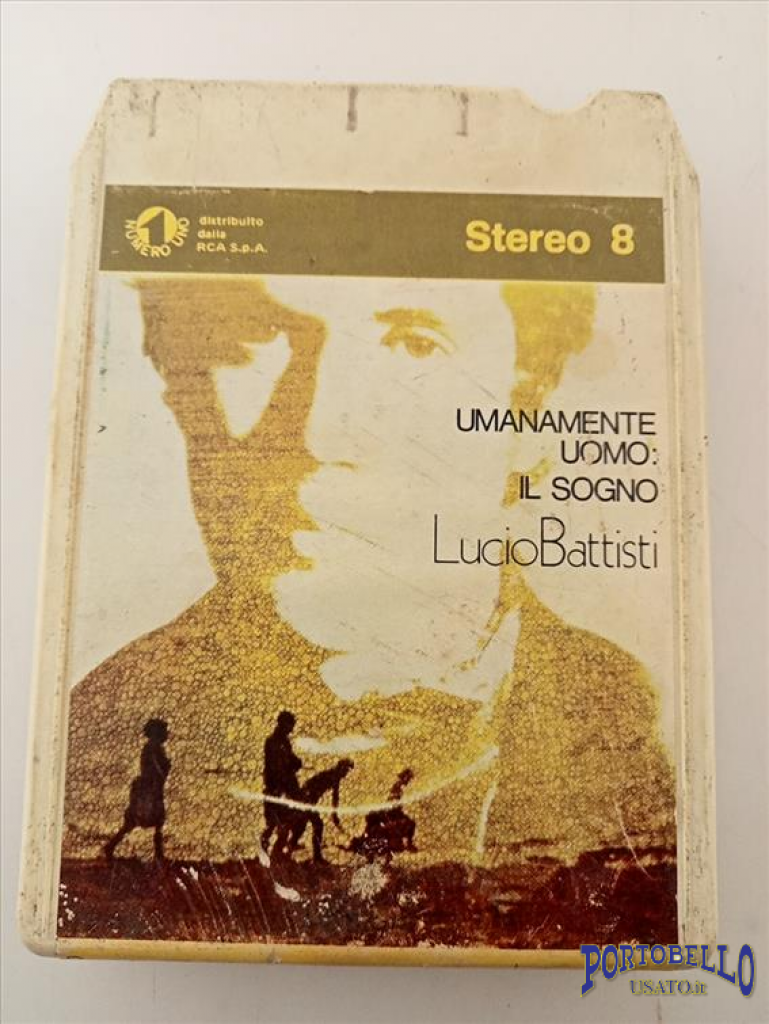 1
NUMERO UNO
distribuito
dalla
RCA S.p.A.
Stereo 8
UMANAMENTE
UOMO:
IL SOGNO
LucioBattisti
PORTOBELLO
USATO.it